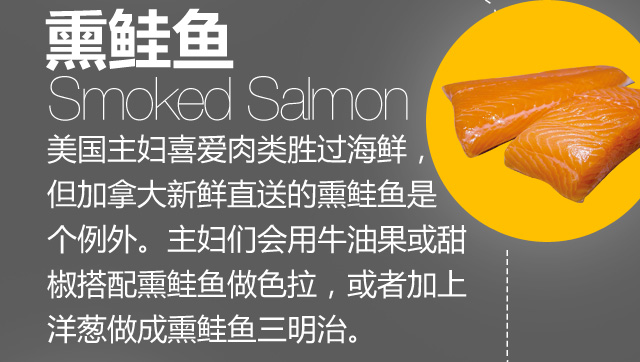 熏鲑鱼
Smoked Salmon
美国主妇喜爱肉类胜过海鲜，
但加拿大新鲜直送的熏鲑鱼是
个例外。主妇们会用牛油果或甜
椒搭配熏鲑鱼做色拉，或者加上
洋葱做成熏鲑鱼三明治。